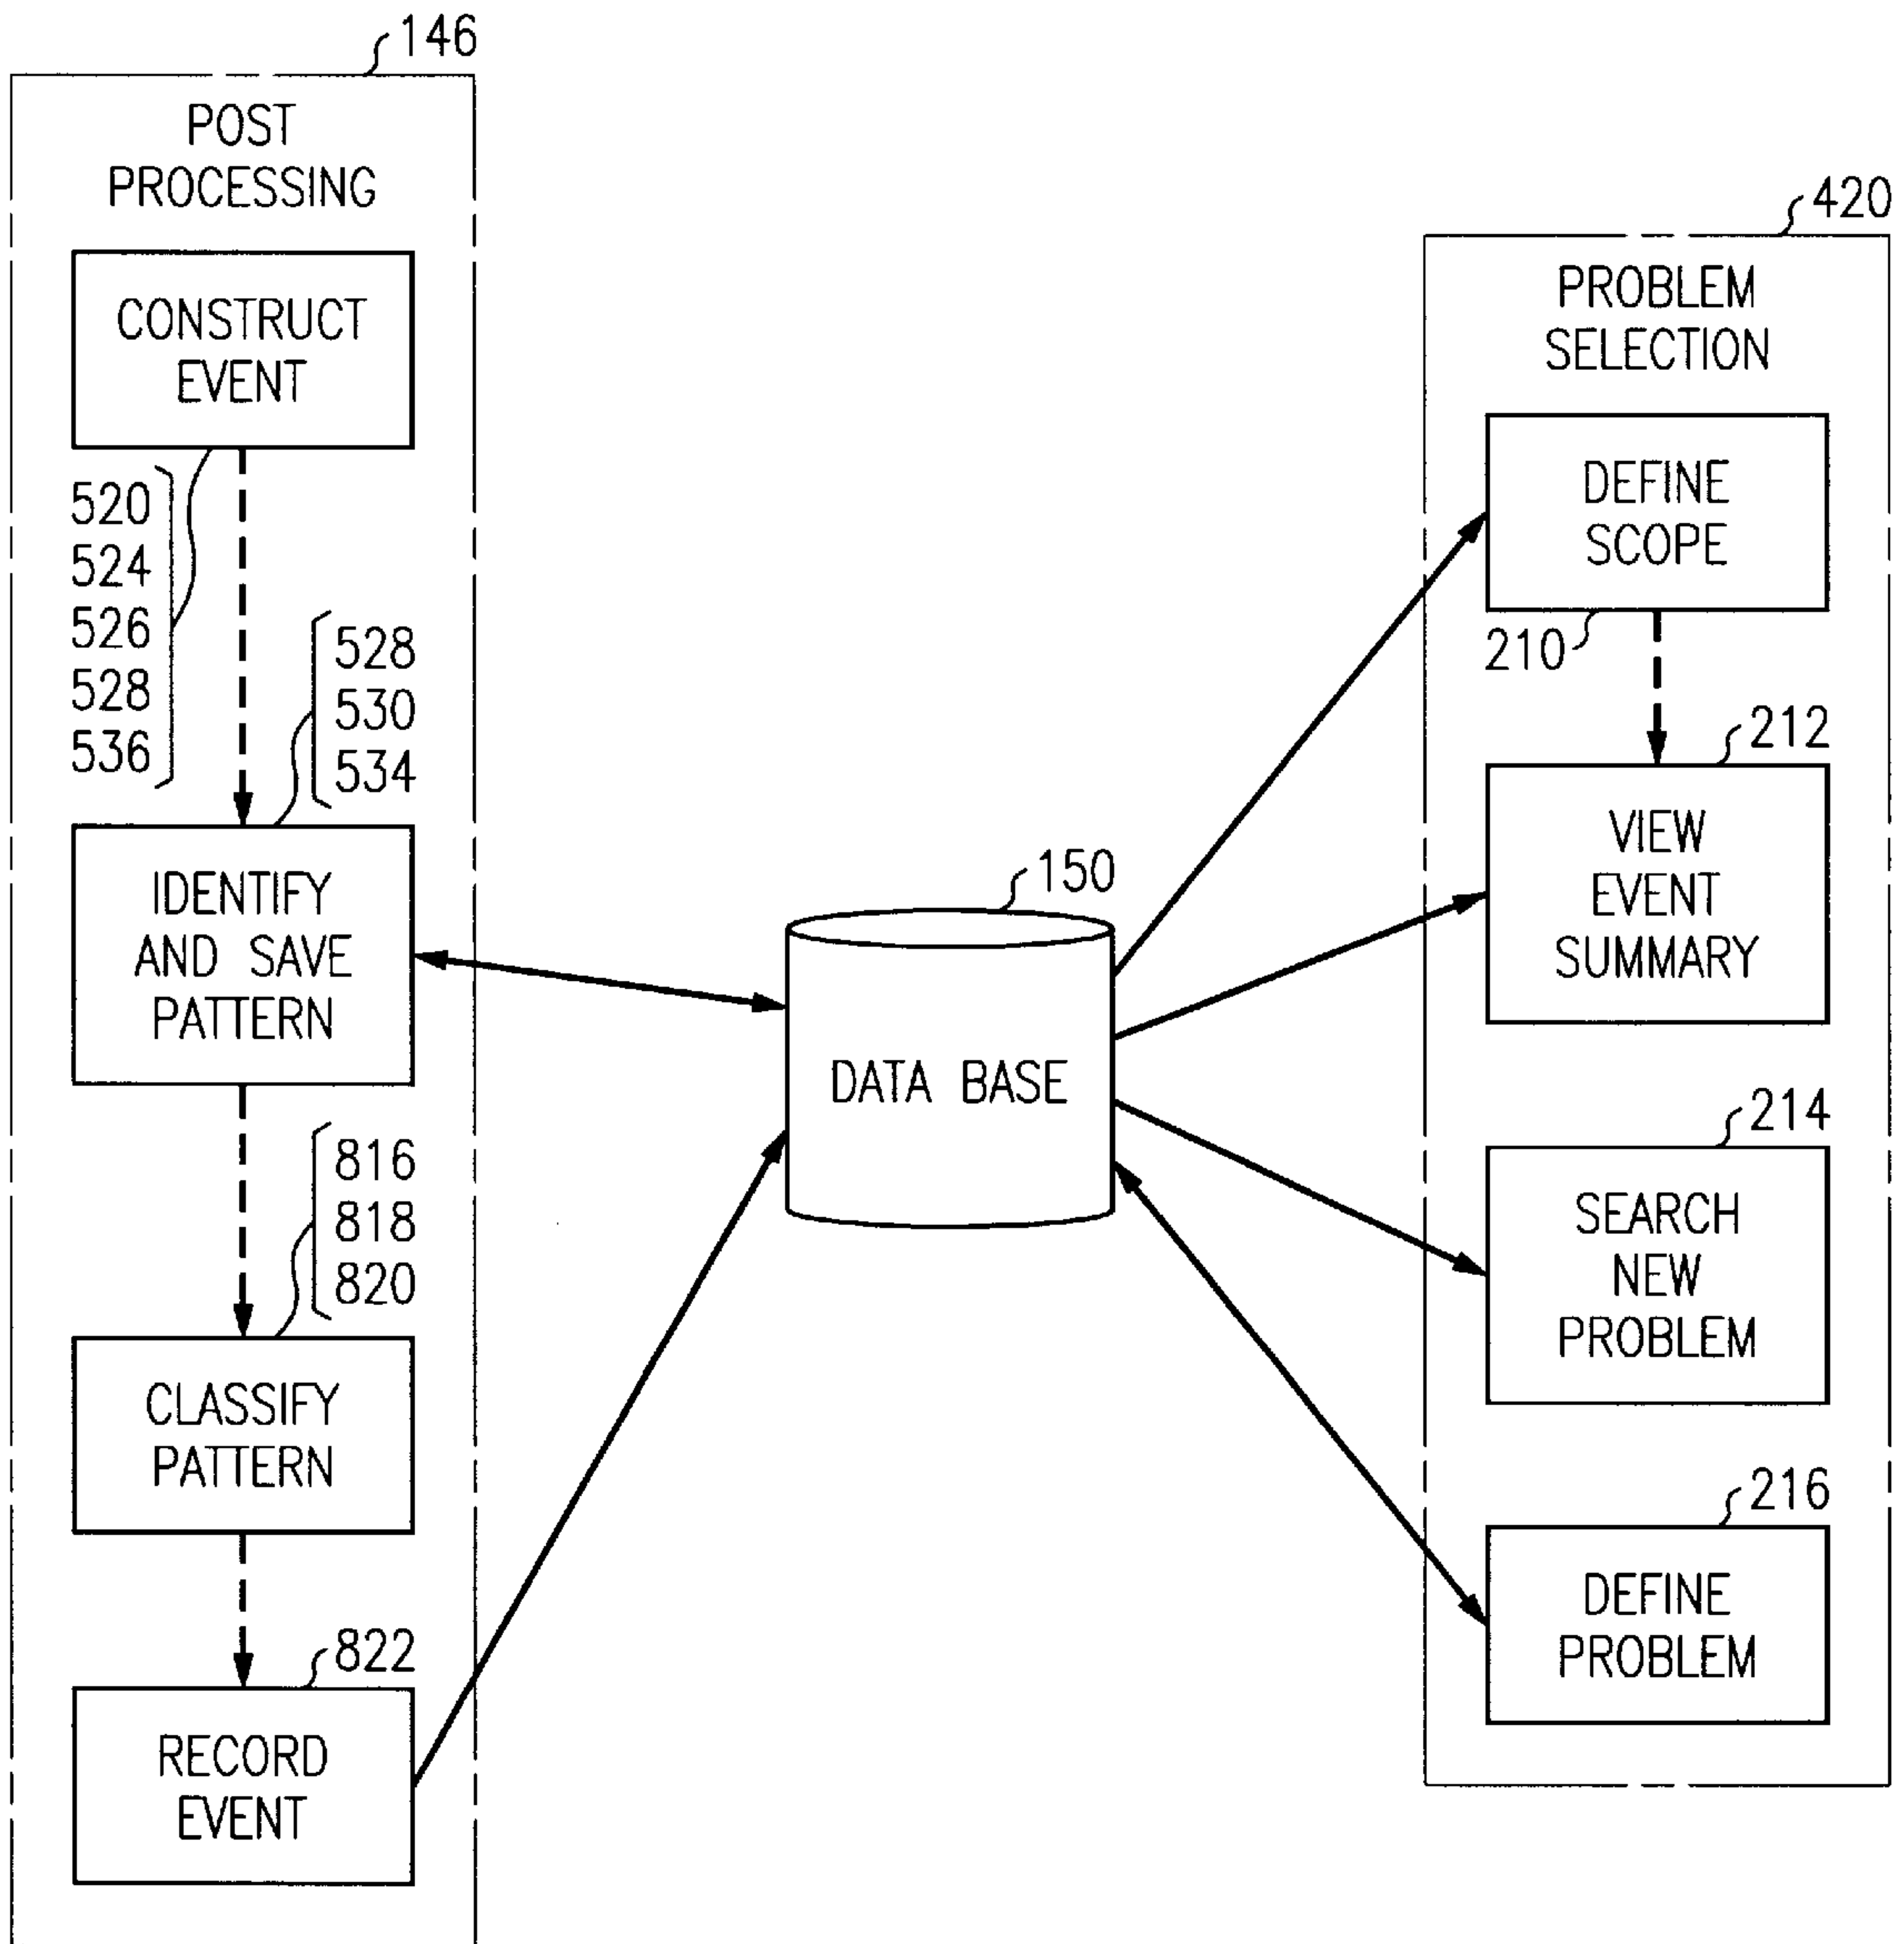 146
POST
PROCESSING
CONSTRUCT
EVENT
520
524
526
528
536
528
530
534
IDENTIFY
AND SAVE
PATTERN
816
818
820
CLASSIFY
PATTERN
822
RECORD
EVENT
150
DATA BASE
420
PROBLEM
SELECTION
DEFINE
SCOPE
210
212
VIEW
EVENT
SUMMARY
214
SEARCH
NEW
PROBLEM
216
DEFINE
PROBLEM